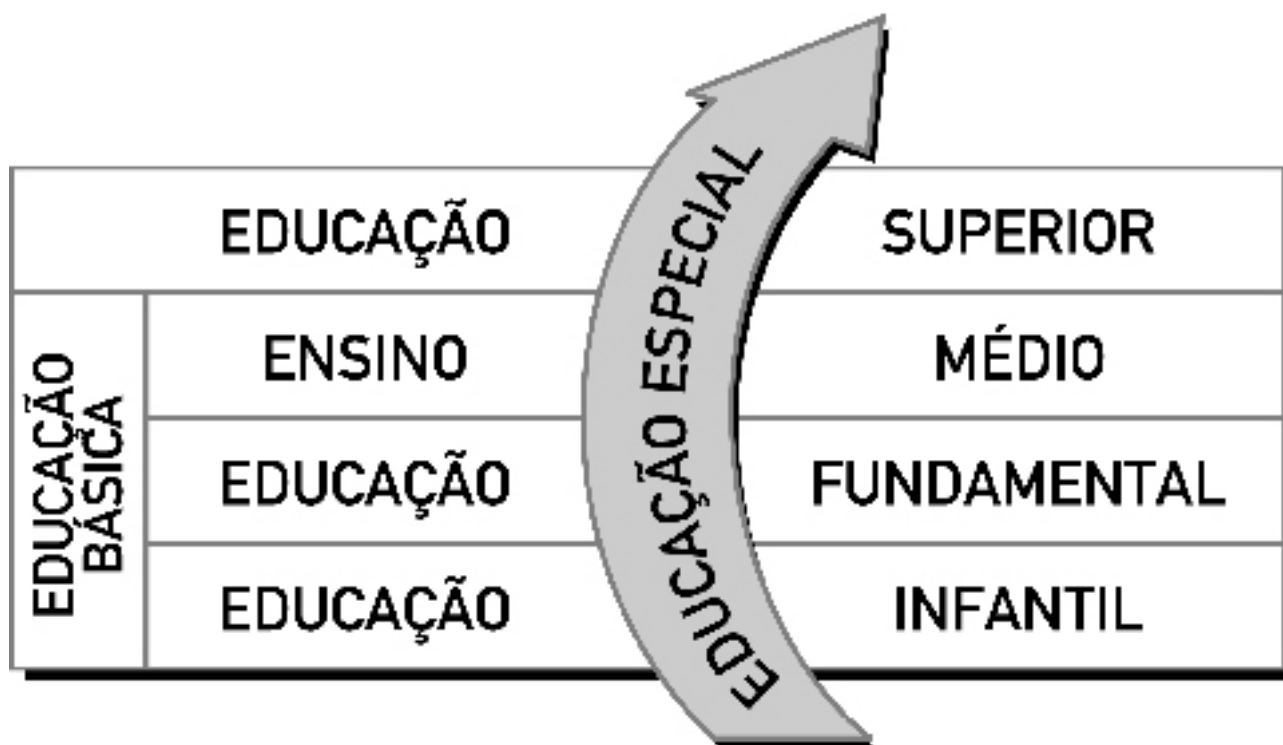 EDUCAÇÃO SUPERIOR
EDUCAÇÃO
BÁSICA
ENSINO MÉDIO
EDUCAÇÃO FUNDAMENTAL
EDUCAÇÃO INFANTIL
EDUCAÇÃO ESPECIAL